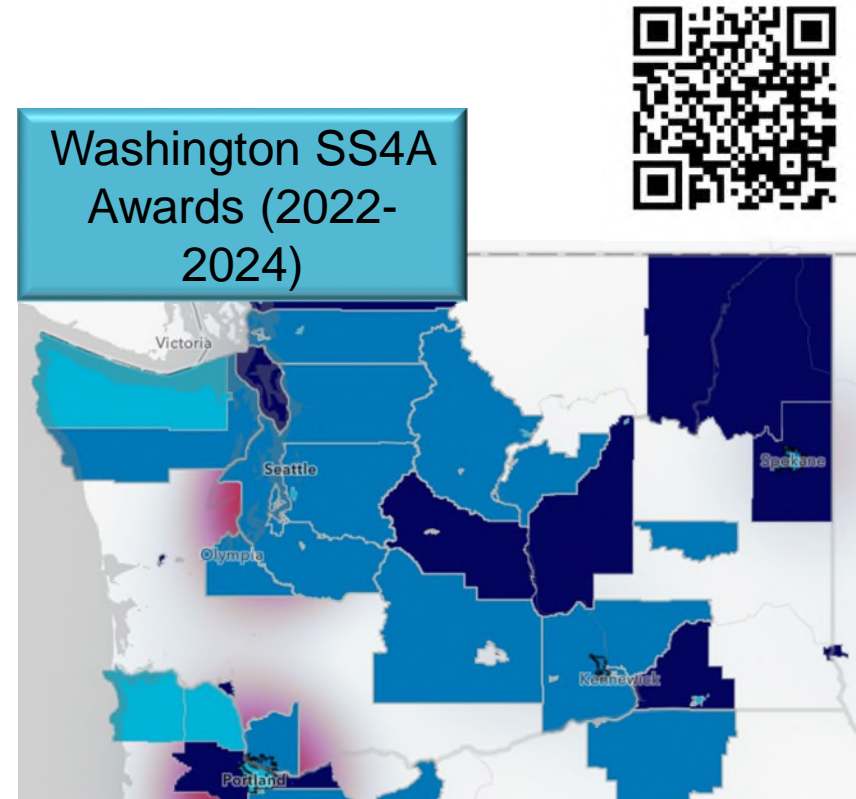 Washington SS4A
Awards (2022-
2024)
Victoria
Seattle
Spokane
Olympia
Kennewick
Portland